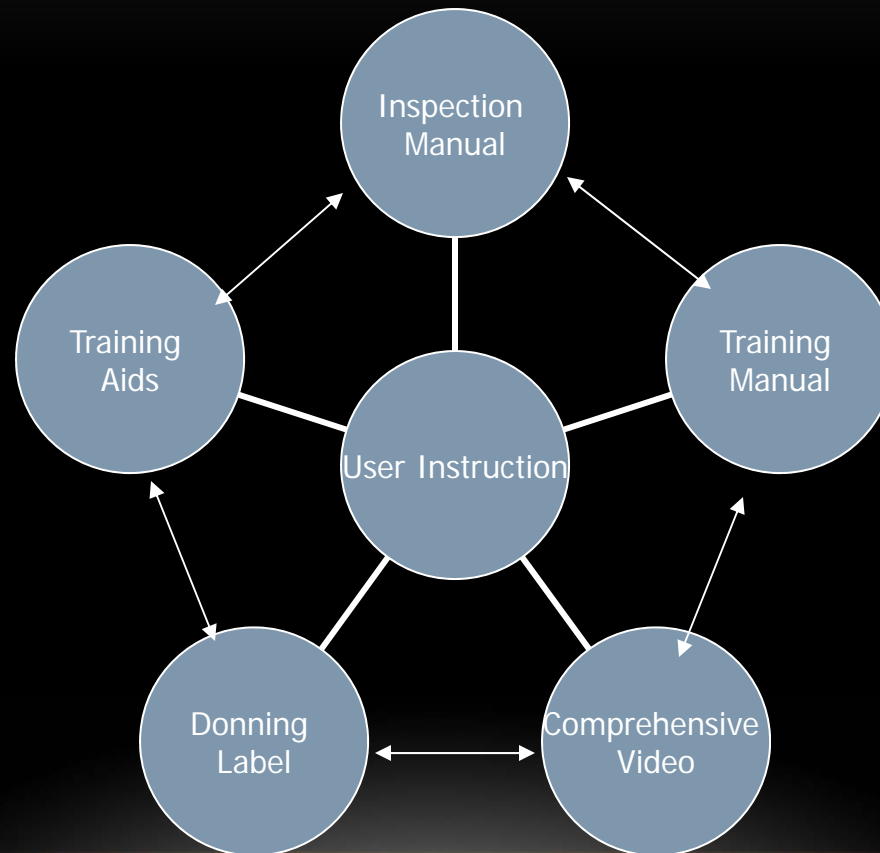 Inspection
Manual
Training
Aids
Training
Manual
User Instruction
Donning
Label
Comprehensive
Video